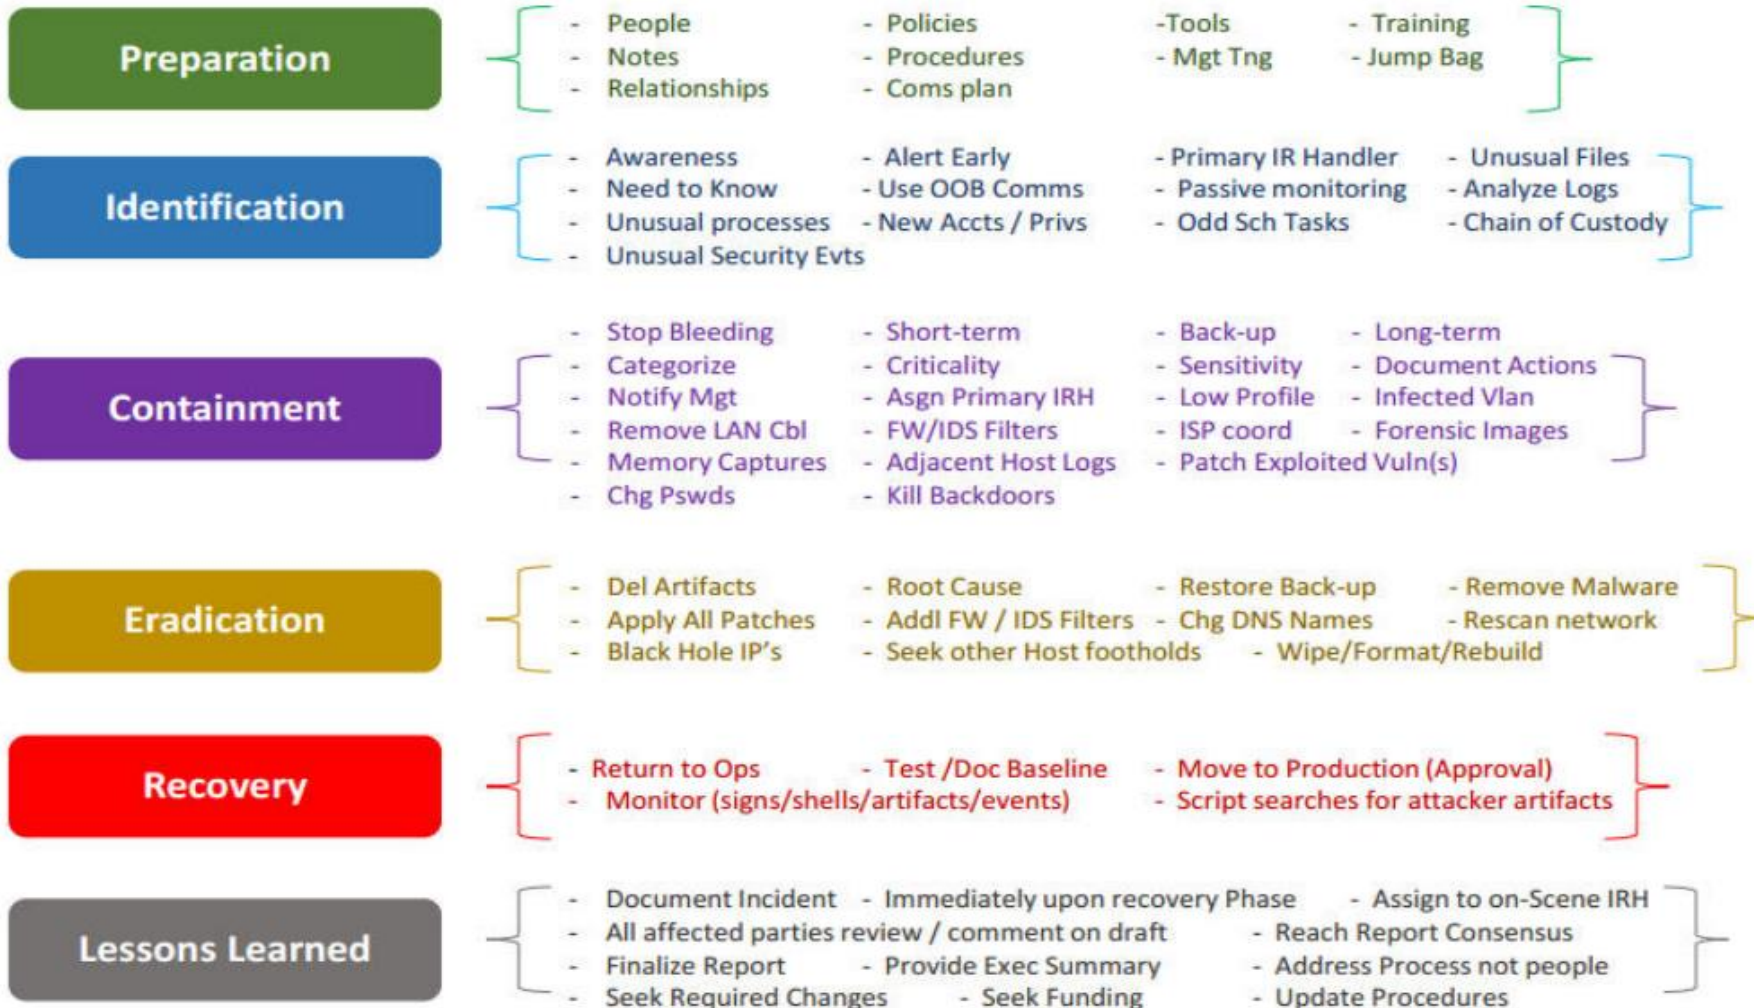 Preparation
- People - Policies -Tools - Training
- Notes - Procedures - Mgt Tng - Jump Bag
- Relationships - Coms plan
Identification
- Awareness - Alert Early - Primary IR Handler - Unusual Files
- Need to Know - Use OOB Comms - Passive monitoring - Analyze Logs
- Unusual processes - New Accts / Privs - Odd Sch Tasks - Chain of Custody
- Unusual Security Evts
Containment
- Stop Bleeding - Short-term - Back-up - Long-term
- Categorize - Criticality - Sensitivity - Document Actions
- Notify Mgt - Asgn Primary IRH - Low Profile - Infected Vlan
- Remove LAN Cbl - FW/IDS Filters - ISP coord - Forensic Images
- Memory Captures - Adjacent Host Logs - Patch Exploited Vuln(s)
- Chg Pswds - Kill Backdoors
Eradication
- Del Artifacts - Root Cause - Restore Back-up - Remove Malware
- Apply All Patches - Addl FW / IDS Filters - Chg DNS Names - Rescan network
- Black Hole IP's - Seek other Host footholds - Wipe/Format/Rebuild
Recovery
- Return to Ops - Test /Doc Baseline - Move to Production (Approval)
- Monitor (signs/shells/artifacts/events) - Script searches for attacker artifacts
Lessons Learned
- Document Incident - Immediately upon recovery Phase - Assign to on-Scene IRH
- All affected parties review / comment on draft - Reach Report Consensus
- Finalize Report - Provide Exec Summary - Address Process not people
- Seek Required Changes - Seek Funding - Update Procedures